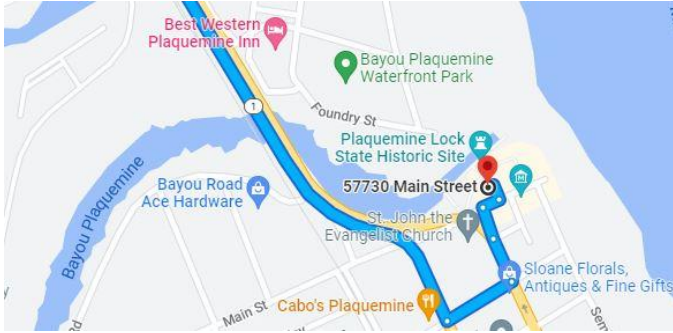 Best Western
Plaquemine Inn
Bayou Plaquemine
Waterfront Park
1
Foundry St
Plaquemine Lock
State Historic Site
57730 Main Street
Bayou Plaquemine
Bayou Road
Ace Hardware
St. John the
Evangelist Church
Sloane Florals,
Antiques & Fine Gifts
Main St
Cabo's Plaquemine